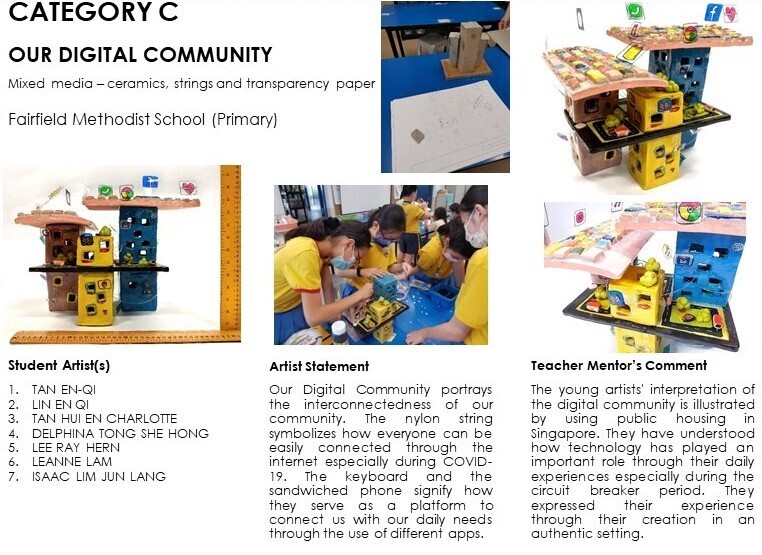 CATEGORY C
OUR DIGITAL COMMUNITY
Mixed media – ceramics, strings and transparency paper
Fairfield Methodist School (Primary)
Student Artist(s)
1. TAN EN-QI
2. LIN EN QI
3. TAN HUI EN CHARLOTTE
4. DELPHINA TONG SHE HONG
5. LEE RAY HERN
6. LEANNE LAM
7. ISAAC LIM JUN LANG
Artist Statement
Our Digital Community portrays
the interconnectedness of our
community. The nylon string
symbolizes how everyone can be
easily connected through the
internet especially during COVID-
19. The keyboard and the
sandwiched phone signify how
they serve as a platform to
connect us with our daily needs
through the use of different apps.
Teacher Mentor's Comment
The young artists' interpretation of
the digital community is illustrated
by using public housing in
Singapore. They have understood
how technology has played an
important role through their daily
experiences especially during the
circuit breaker period. They
expressed their experience
through their creation in an
authentic setting.